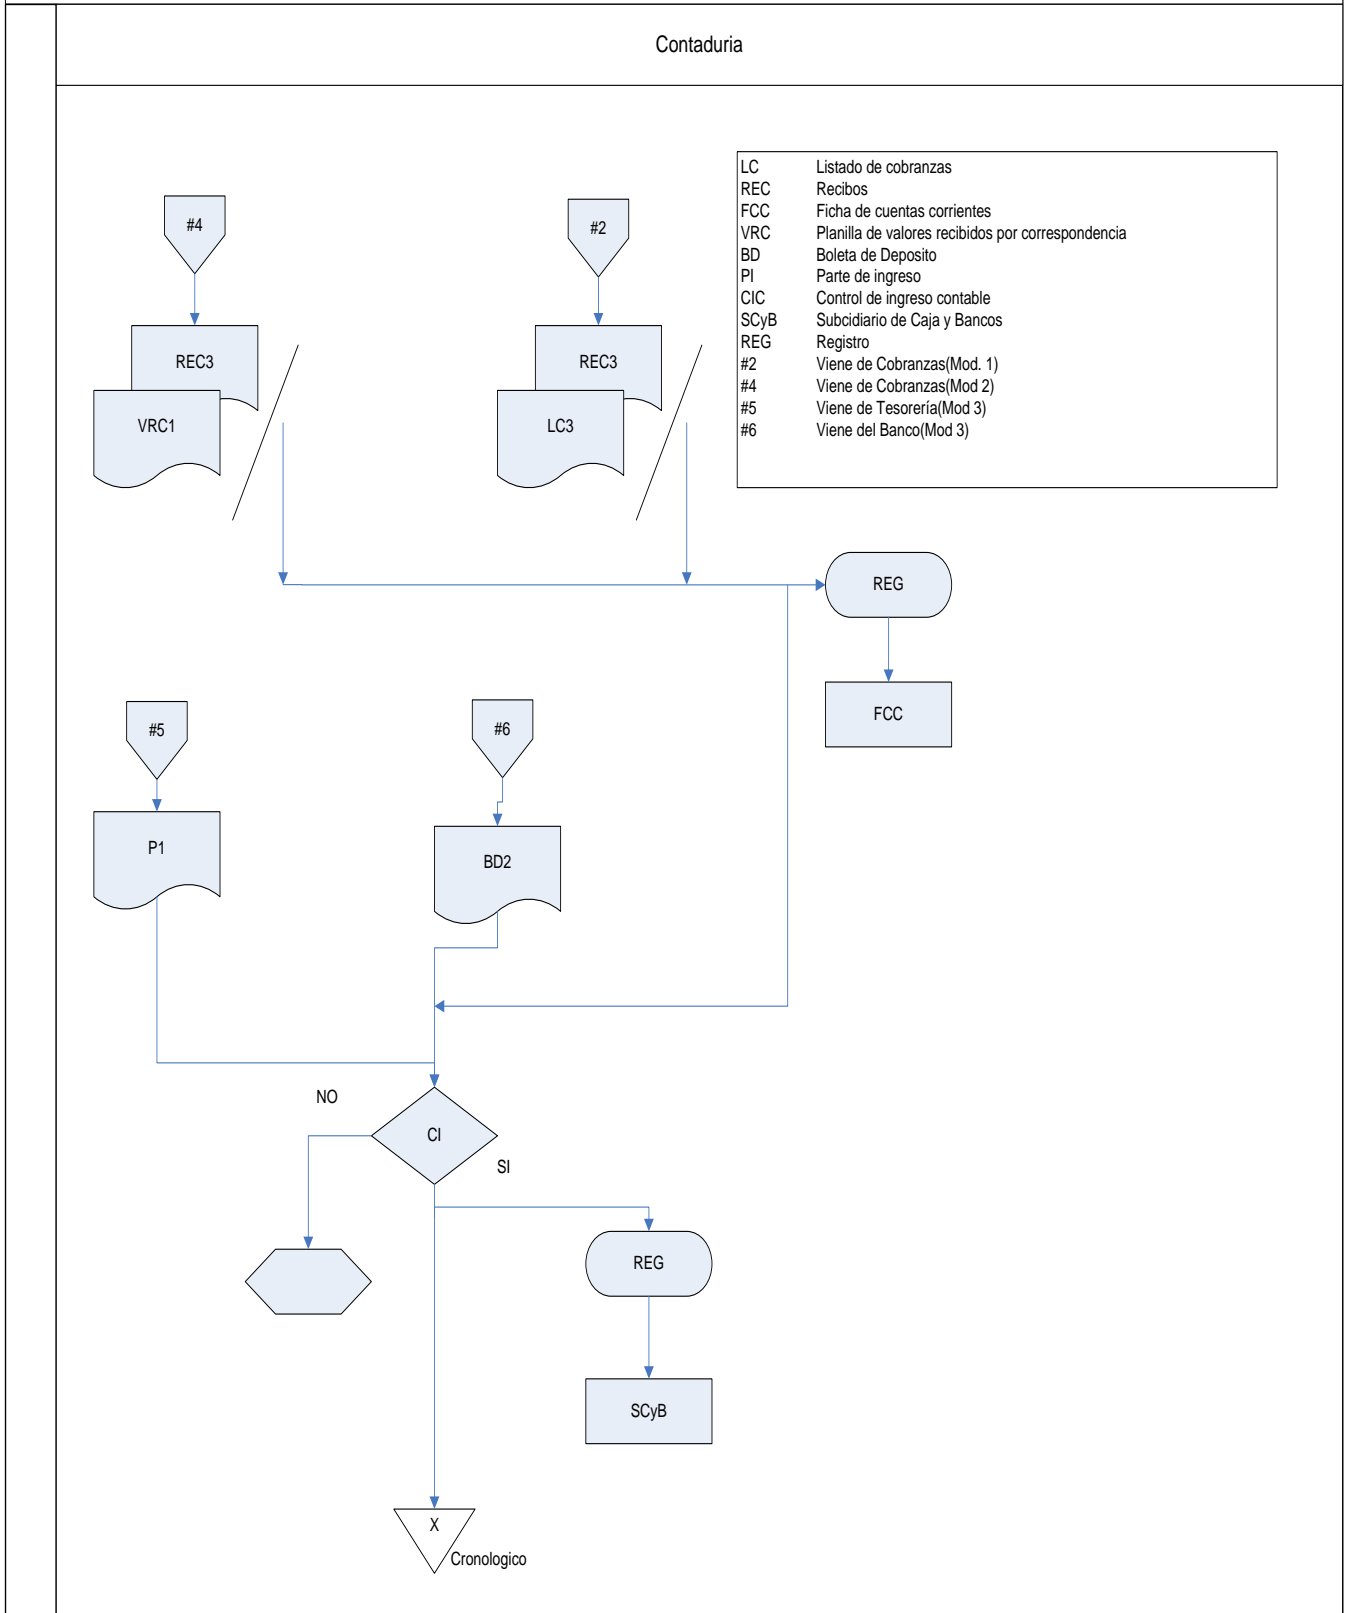 Contaduria
LC Listado de cobranzas
REC Recibos
FCC Ficha de cuentas corrientes
VRC Planilla de valores recibidos por correspondencia
BD Boleta de Deposito
PI Parte de ingreso
CIC Control de ingreso contable
SCyB Subcidiario de Caja y Bancos
REG Registro
#2 Viene de Cobranzas(Mod. 1)
#4 Viene de Cobranzas(Mod 2)
#5 Viene de Tesorería(Mod 3)
#6 Viene del Banco(Mod 3)
#4
#2
REC3
VRC1
REC3
LC3
REG
FCC
#5
#6
P1
BD2
NO
CI
SI
REG
SCyB
X
Cronologico